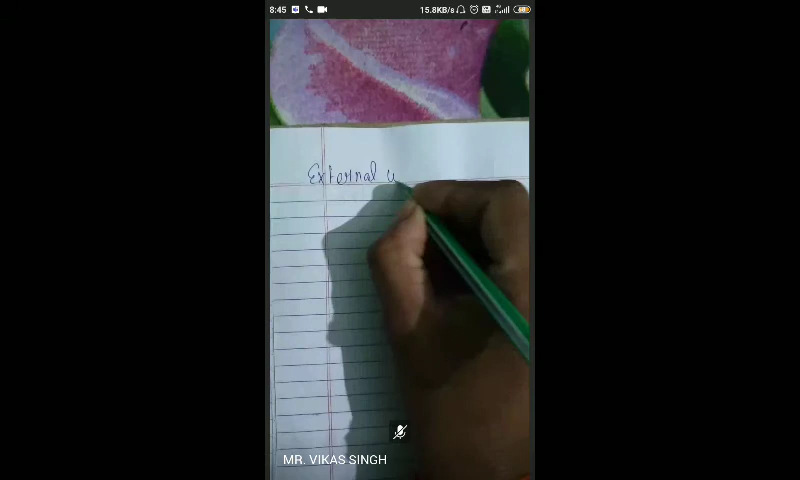 8:45 15.8KB/s
External u
MR. VIKAS SINGH